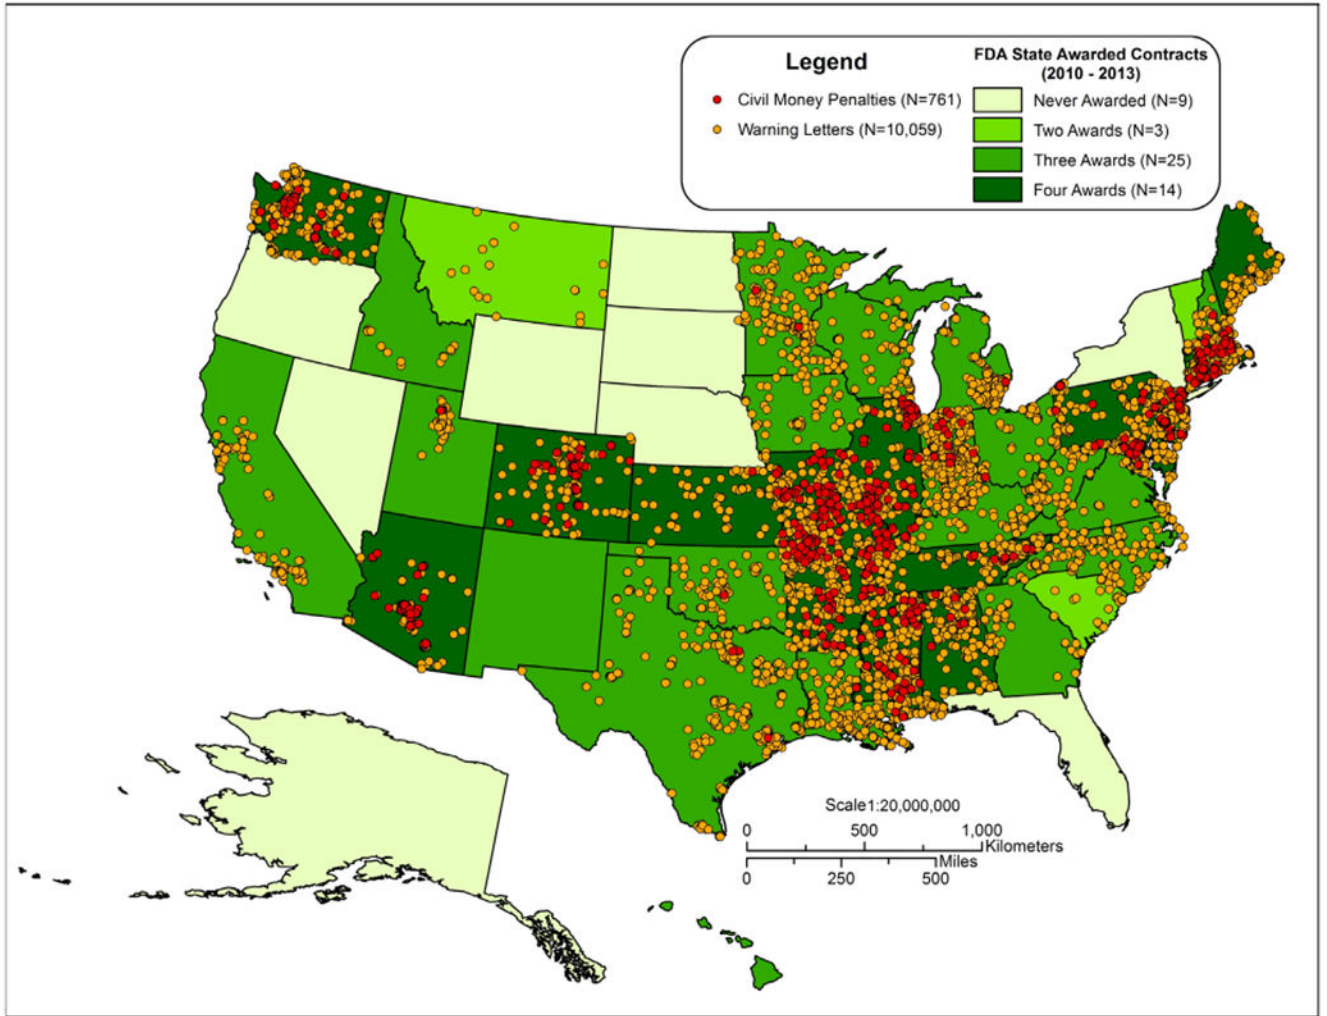 Legend
Civil Money Penalties (N=761)
Warning Letters (N=10,059)
FDA State Awarded Contracts
(2010 - 2013)
Never Awarded (N=9)
Two Awards (N=3)
Three Awards (N=25)
Four Awards (N=14)
Scale1:20,000,000
0 500 1,000
Kilometers
Miles
0 250 500